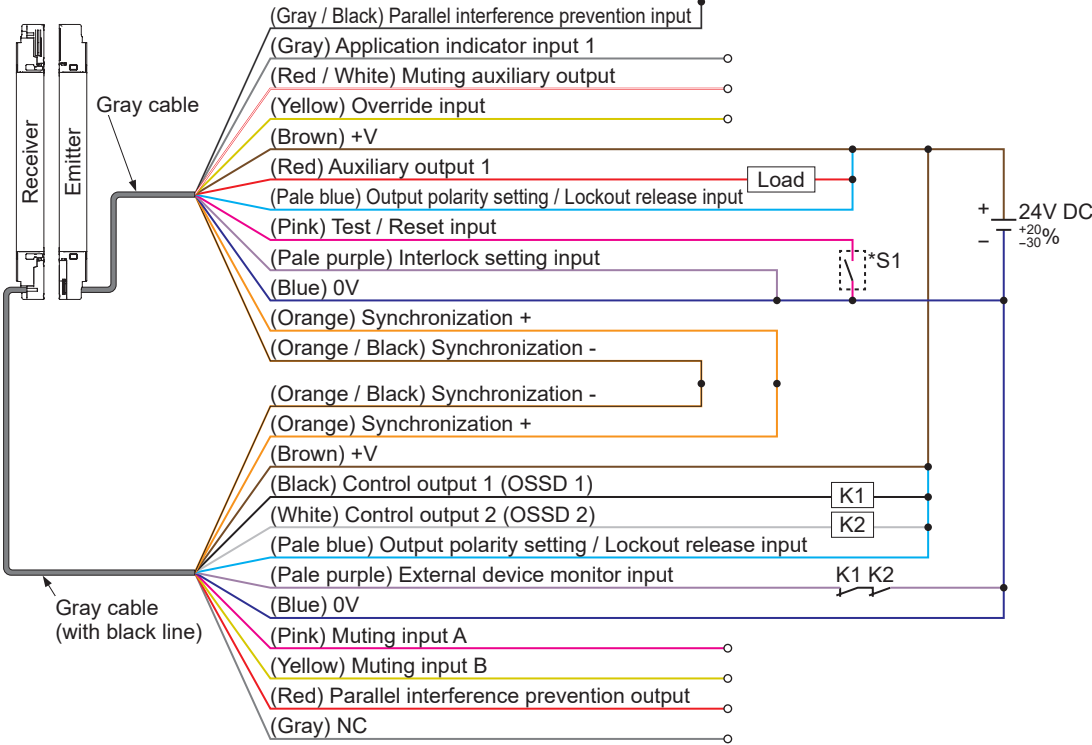 (Gray / Black) Parallel interference prevention input
(Gray) Application indicator input 1
(Red / White) Muting auxiliary output
(Yellow) Override input
(Brown) +V
(Red) Auxiliary output 1
Load
(Pale blue) Output polarity setting / Lockout release input
(Pink) Test / Reset input
(Pale purple) Interlock setting input
(Blue) 0V
(Orange) Synchronization +
(Orange / Black) Synchronization -
Gray cable
Receiver
Emitter
*S1
+
24V DC
+20
−30 %
−
(Orange / Black) Synchronization -
(Orange) Synchronization +
(Brown) +V
(Black) Control output 1 (OSSD 1)
K1
(White) Control output 2 (OSSD 2)
K2
(Pale blue) Output polarity setting / Lockout release input
(Pale purple) External device monitor input
K1 K2
(Blue) 0V
(Pink) Muting input A
(Yellow) Muting input B
(Red) Parallel interference prevention output
(Gray) NC
Gray cable
(with black line)